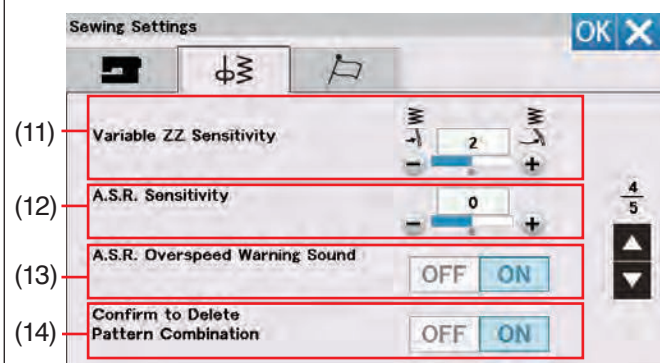 Sewing Settings
OK
(11)
Variable ZZ Sensitivity
2
(12)
A.S.R. Sensitivity
0
4
5
(13)
A.S.R. Overspeed Warning Sound
OFF ON
(14)
Confirm to Delete
Pattern Combination
OFF ON